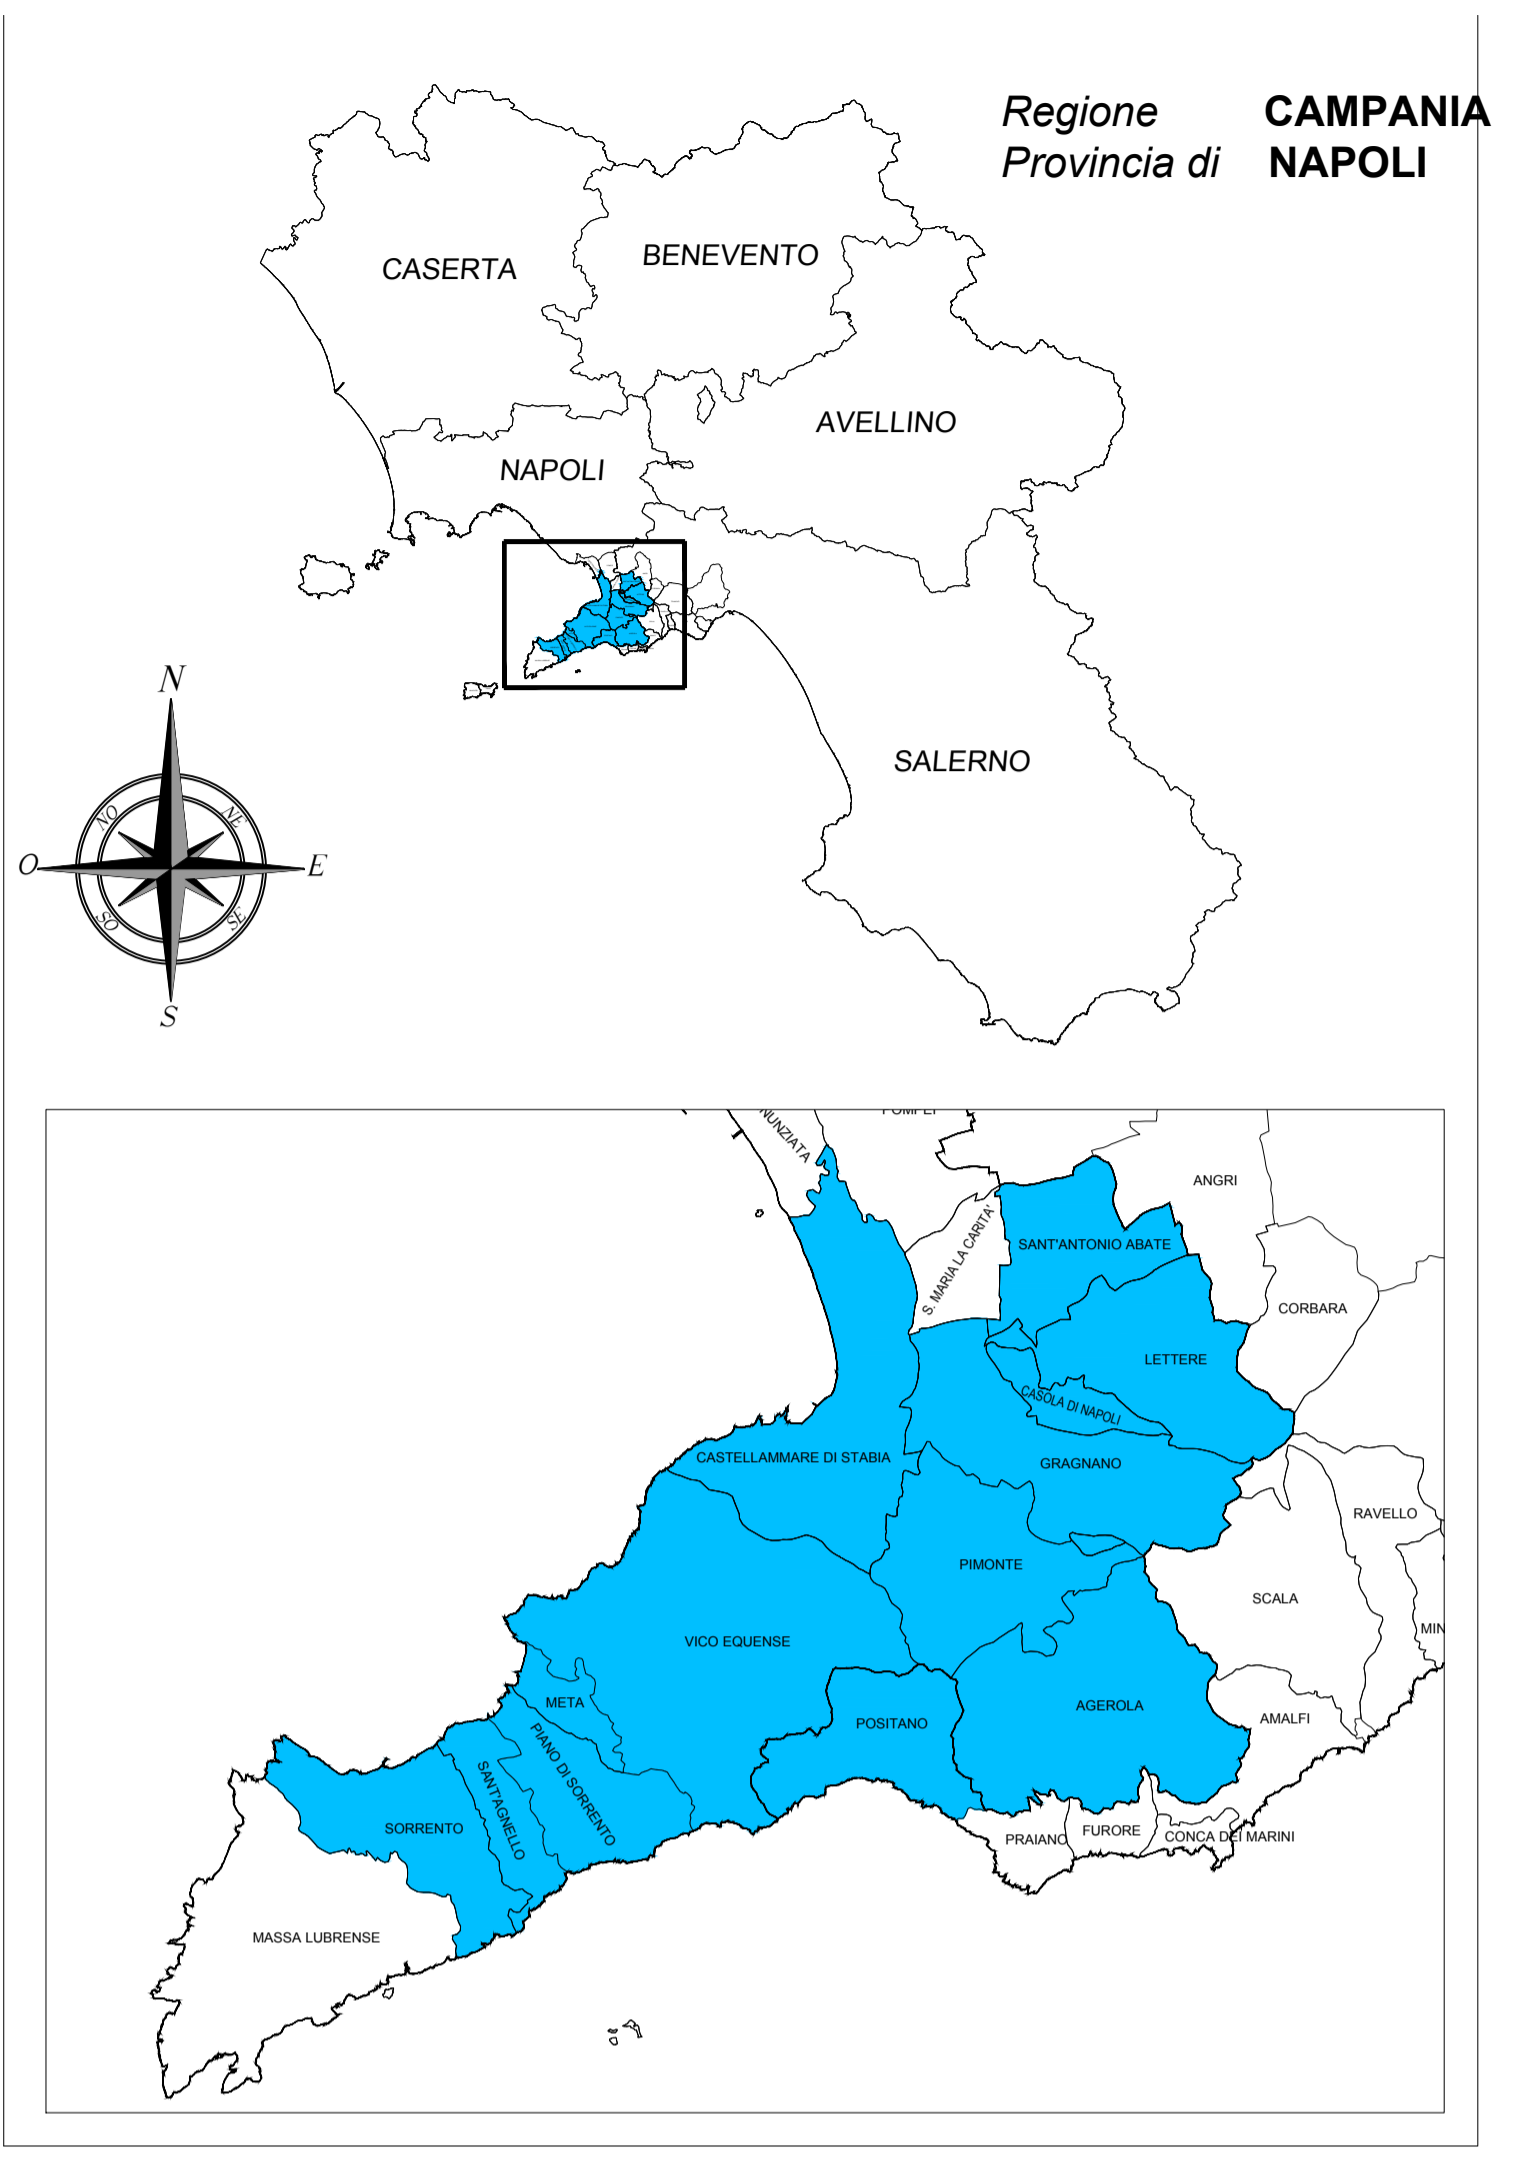 Regione CAMPANIA
Provincia di NAPOLI
CASERTA
BENEVENTO
AVELLINO
NAPOLI
SALERNO
N
NO
NE
O
E
SO
SE
S
NUNZIATA
POMPEI
ANGRI
S. MARIA LA CARITA'
SANT'ANTONIO ABATE
CORBARA
LETTERE
CASOLA DI NAPOLI
CASTELLAMMARE DI STABIA
GRAGNANO
RAVELLO
PIMONTE
SCALA
MIN
VICO EQUENSE
META
AGEROLA
POSITANO
AMALFI
PIANO DI SORRENTO
SANT'AGNELLO
SORRENTO
PRAIANO
FURORE
CONCA DEI MARINI
MASSA LUBRENSE